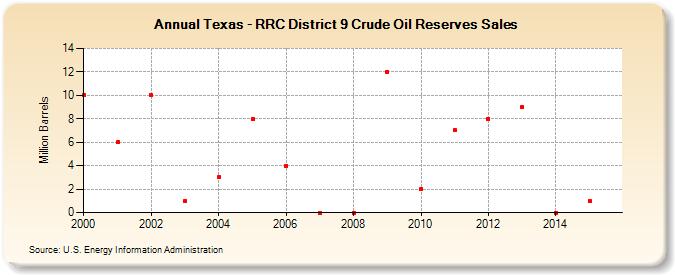 Annual Texas - RRC District 9 Crude Oil Reserves Sales
Million Barrels
14
12
10
8
6
4
2
0
2000 2002 2004 2006 2008 2010 2012 2014
Source: U.S. Energy Information Administration